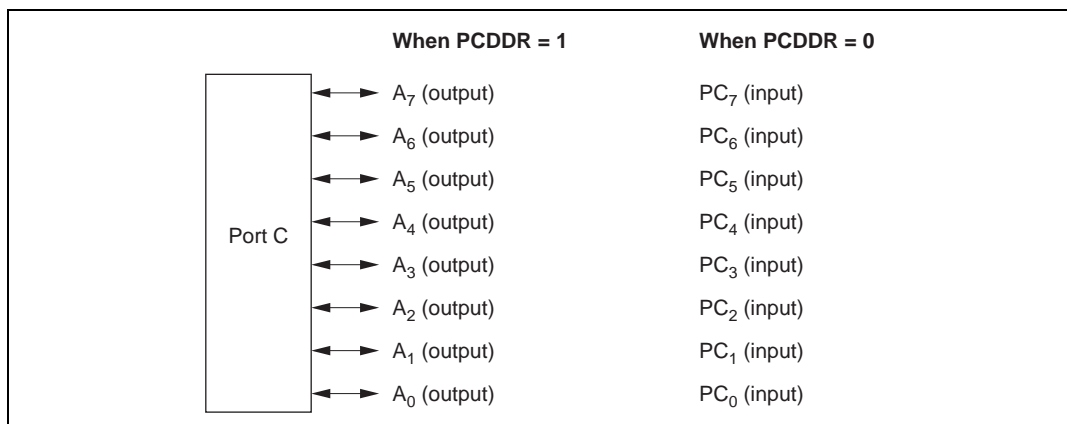 When PCDDR = 1 When PCDDR = 0
A7 (output) PC7 (input)
A6 (output) PC6 (input)
A5 (output) PC5 (input)
A4 (output) PC4 (input)
Port C
A3 (output) PC3 (input)
A2 (output) PC2 (input)
A1 (output) PC1 (input)
A0 (output) PC0 (input)